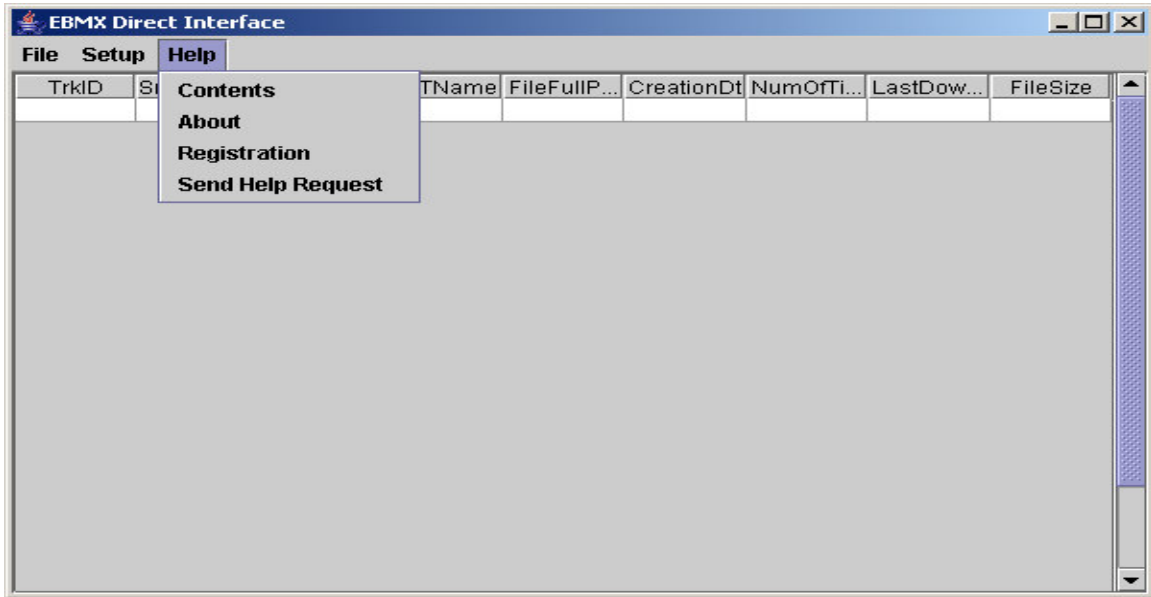 EBMX Direct Interface
File Setup Help
TrkID TName FileFullP... CreationDt NumOfTi... LastDow... FileSize
Contents
About
Registration
Send Help Request